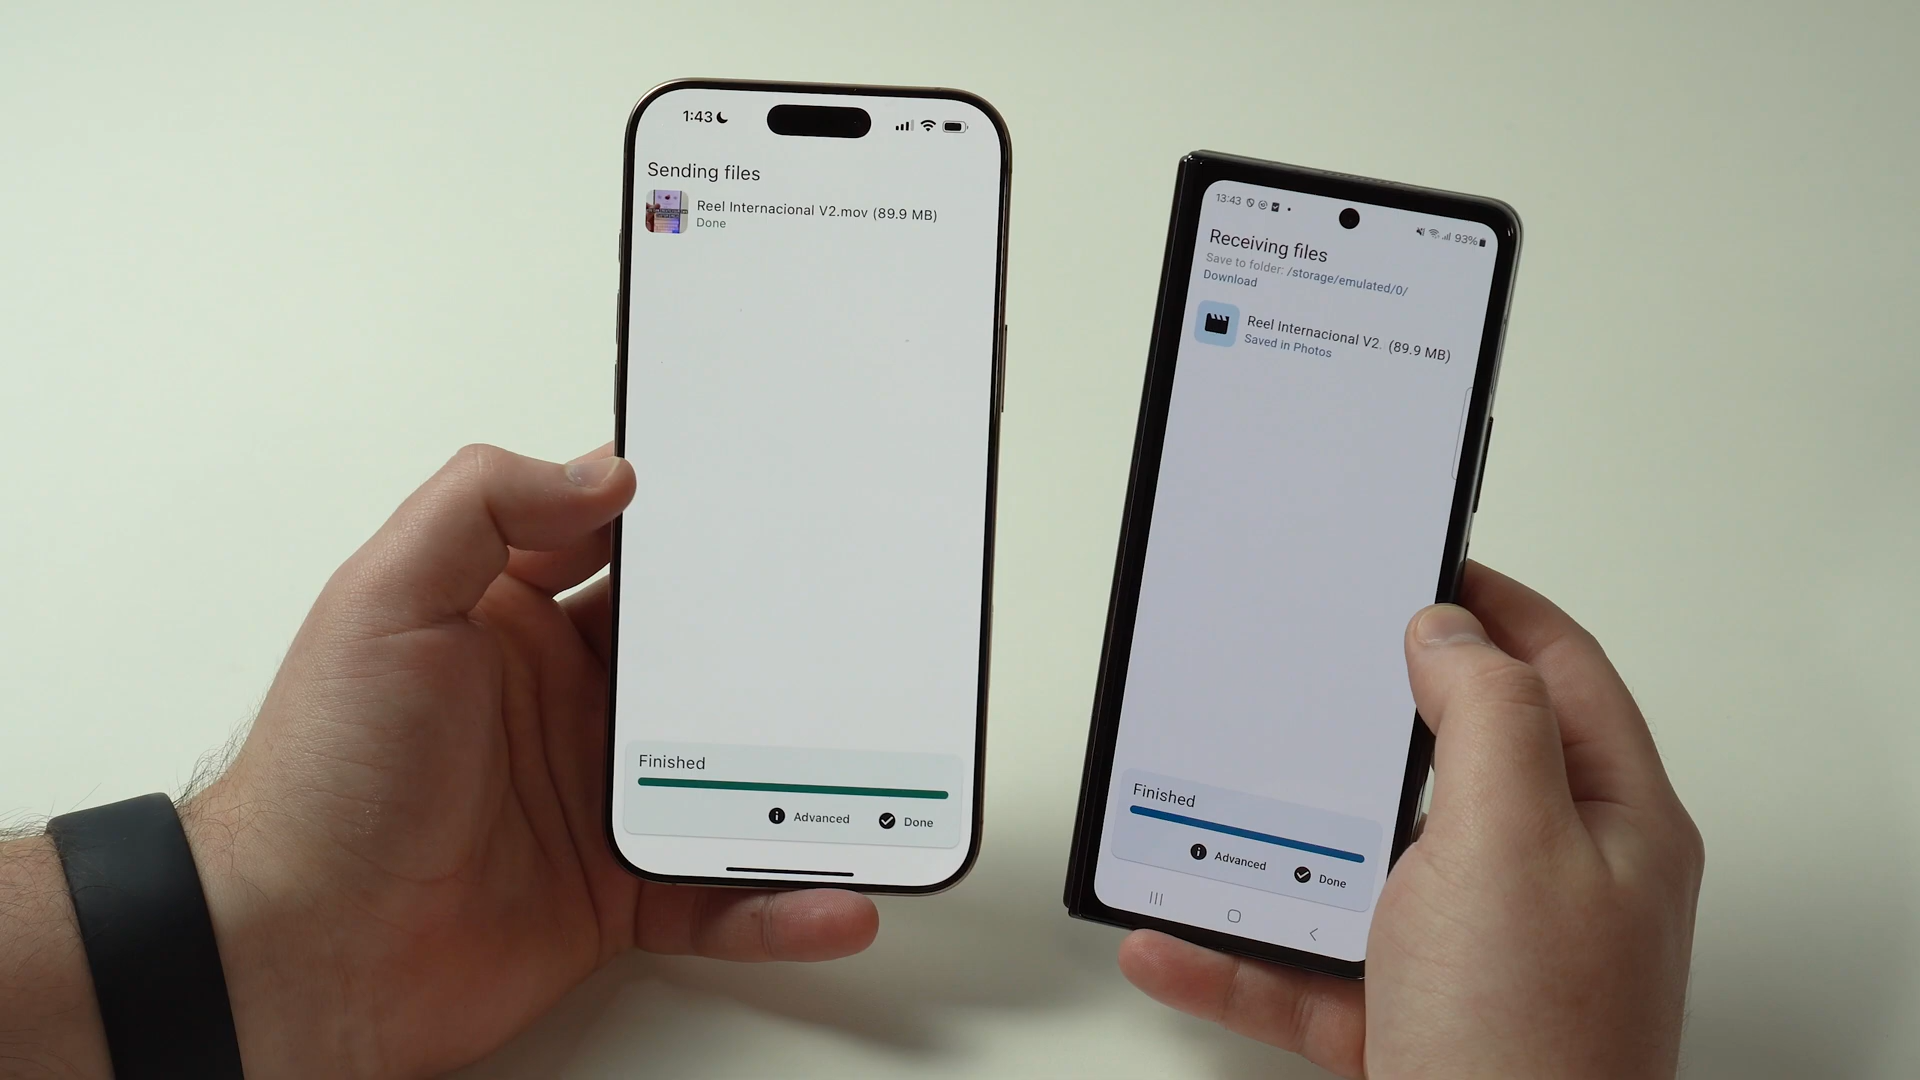 1:43
Sending files
Reel Internacional V2.mov (89.9 MB)
Done
Finished
Advanced
Done
13:43
93%
Receiving files
Save to folder: /storage/emulated/0/
Download
Reel Internacional V2. (89.9 MB)
Saved in Photos
Finished
Advanced
Done